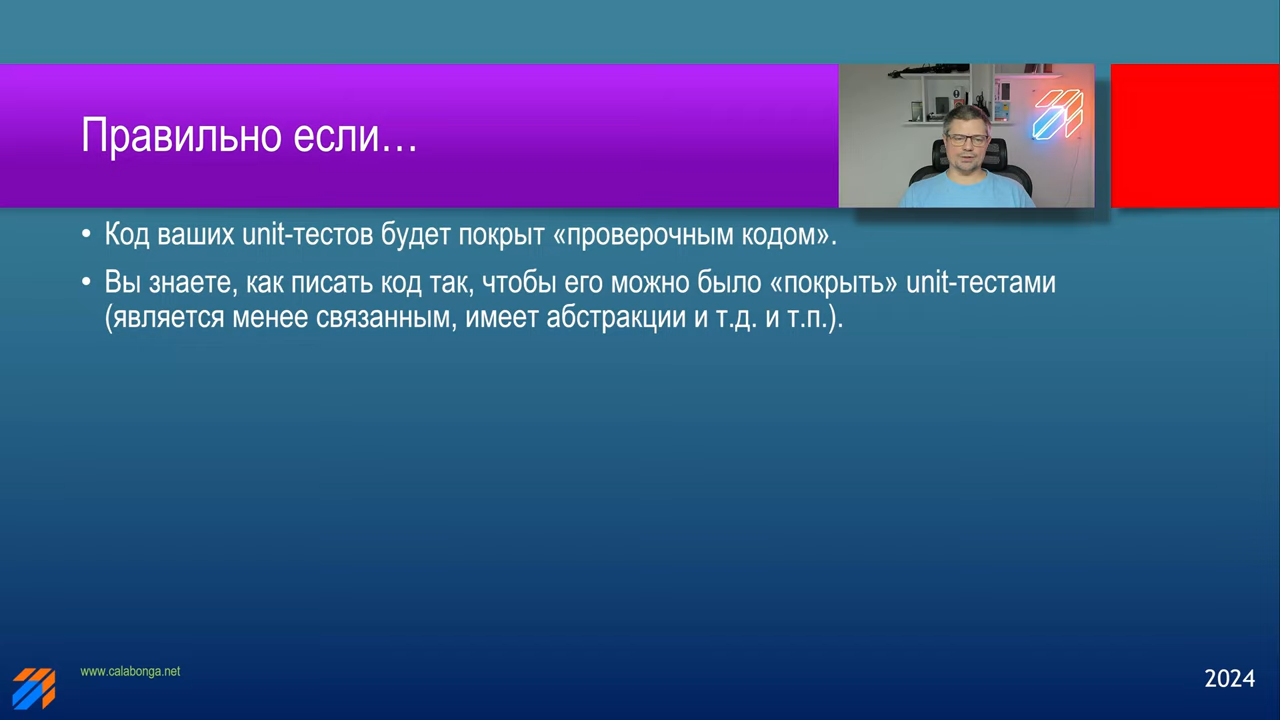 Правильно если…
• Код ваших unit-тестов будет покрыт «проверочным кодом».
• Вы знаете, как писать код так, чтобы его можно было «покрыть» unit-тестами
(является менее связанным, имеет абстракции и т.д. и т.п.).
www.calabonga.net
2024